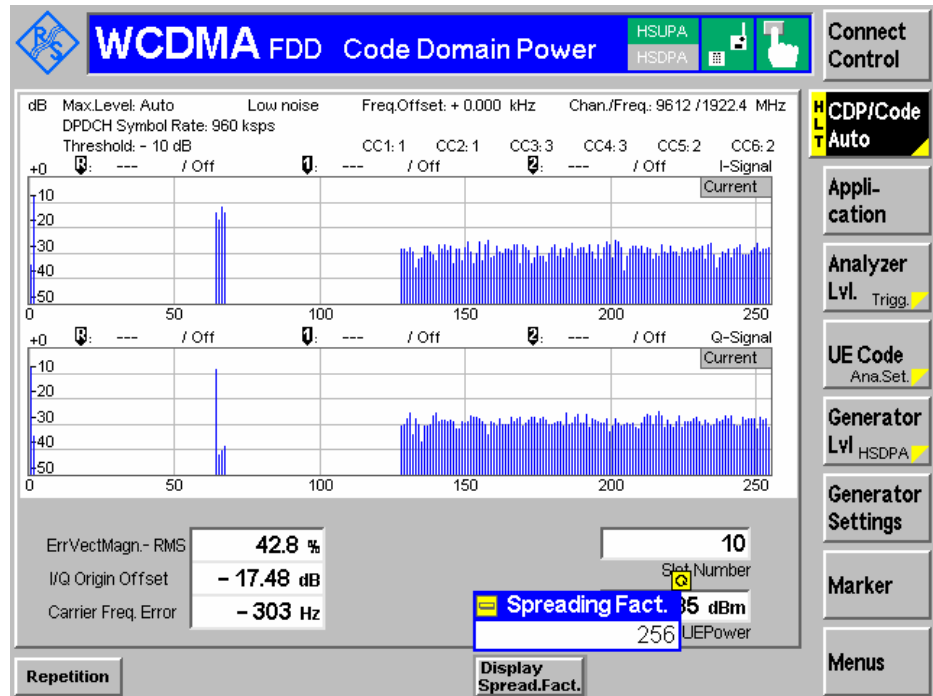 R&S
WCDMA FDD Code Domain Power
HSUPA
HSDPA
Connect Control
dB Max.Level: Auto Low noise Freq.Offset: + 0.000 kHz Chan./Freq.: 9612 /1922.4 MHz
DPDCH Symbol Rate: 960 ksps
Threshold: – 10 dB CC1: 1 CC2: 1 CC3: 3 CC4: 3 CC5: 2 CC6: 2
+0 R: --- / Off 1: --- / Off 2: --- / Off I-Signal
Current
-10
-20
-30
-40
-50
0 50 100 150 200 250
+0 R: --- / Off 1: --- / Off 2: --- / Off Q-Signal
Current
-10
-20
-30
-40
-50
0 50 100 150 200 250
ErrVectMagn.- RMS 42.8 %
I/Q Origin Offset – 17.48 dB
Carrier Freq. Error – 303 Hz
10
Slot Number
Q
Spreading Fact.
256
35 dBm
UEPower
Repetition
Display
Spread.Fact.
HLT
CDP/Code
Auto
Appli-
cation
Analyzer
Lvl. Trigg.
UE Code
Ana.Set.
Generator
Lvl HSDPA
Generator
Settings
Marker
Menus